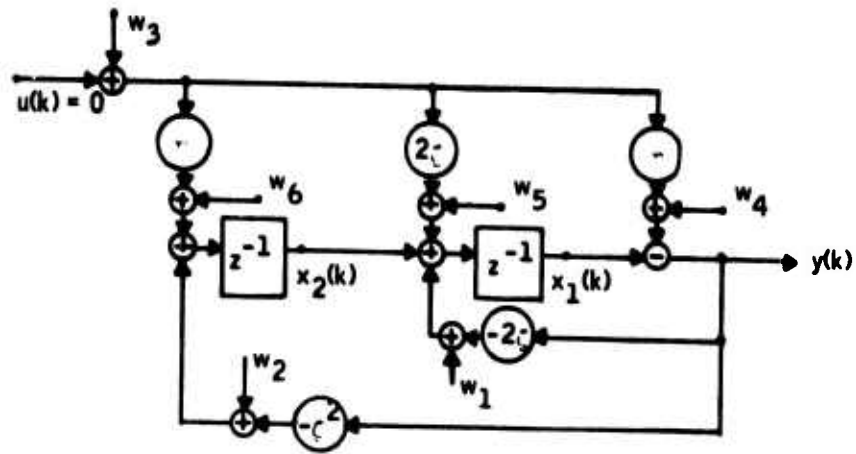 w₃
u(k) = 0
2ζ
w₆
w₅
w₄
z⁻¹
z⁻¹
x₂(k)
x₁(k)
y(k)
-2ζ
w₂
w₁
-ζ²